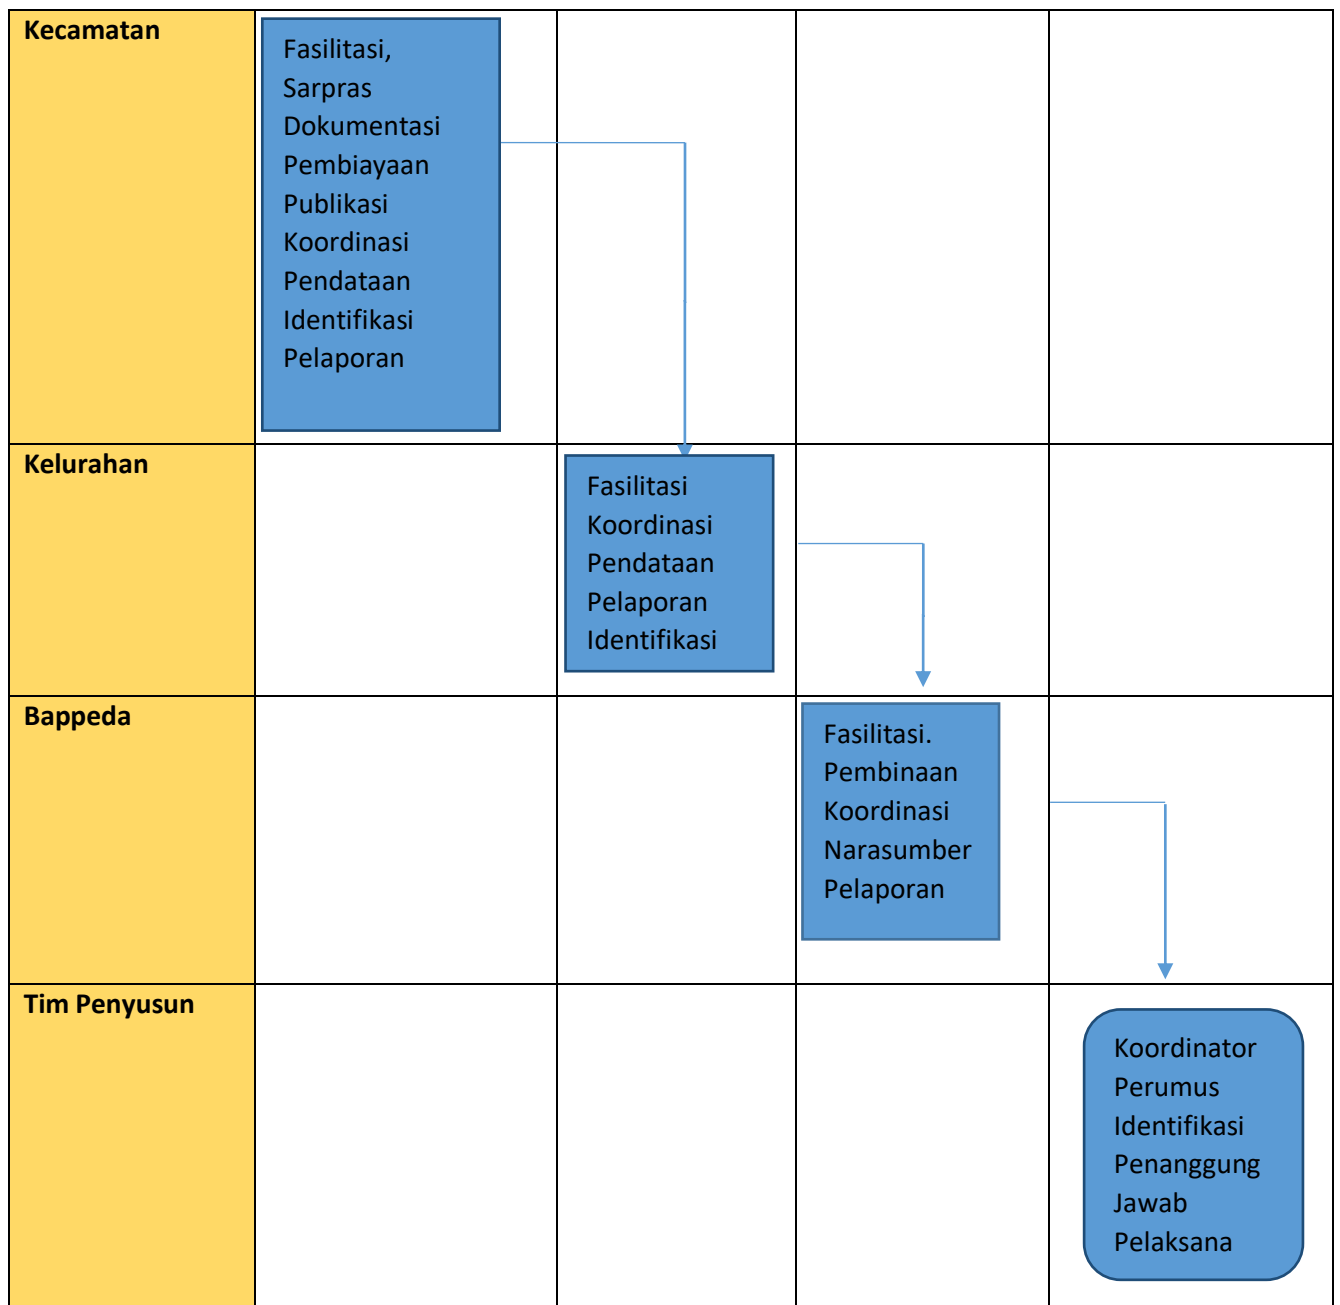 Kecamatan
Fasilitasi,
Sarpras
Dokumentasi
Pembiayaan
Publikasi
Koordinasi
Pendataan
Identifikasi
Pelaporan
Kelurahan
Fasilitasi
Koordinasi
Pendataan
Pelaporan
Identifikasi
Bappeda
Fasilitasi.
Pembinaan
Koordinasi
Narasumber
Pelaporan
Tim Penyusun
Koordinator
Perumus
Identifikasi
Penanggung
Jawab
Pelaksana